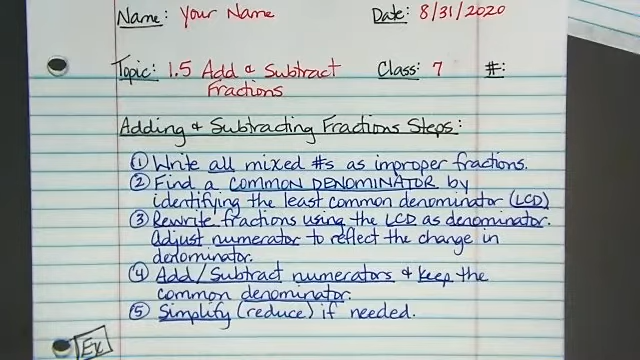 Name: Your Name Date: 8/31/2020
Topic: 1.5 Add & Subtract Class: 7 #:
Fractions
Adding & Subtracting Fractions Steps:
① Write all mixed #s as improper fractions.
② Find a COMMON DENOMINATOR by
identifying the least common denominator (LCD)
③ Rewrite fractions using the LCD as denominator.
Adjust numerator to reflect the change in
denominator.
④ Add/Subtract numerators & keep the
common denominator.
⑤ Simplify (reduce) if needed.
Ex